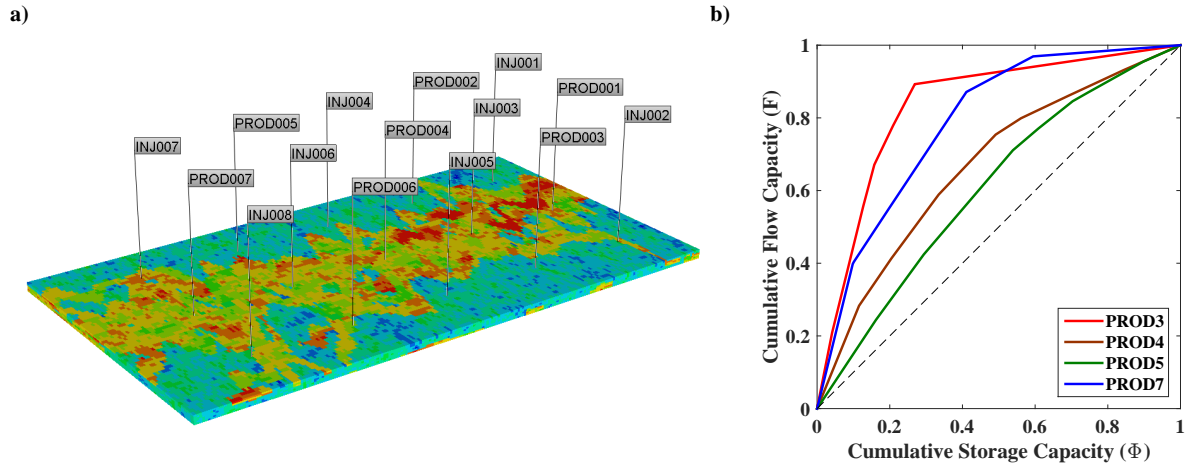 a)
INJ001
PROD002
PROD001
INJ004
INJ003
INJ002
PROD005
PROD004
PROD003
INJ007
INJ006
INJ005
PROD007
PROD006
INJ008
b)
1
0.8
0.6
0.4
0.2
0
Cumulative Flow Capacity (F)
0 0.2 0.4 0.6 0.8 1
Cumulative Storage Capacity (Φ)
PROD3
PROD4
PROD5
PROD7